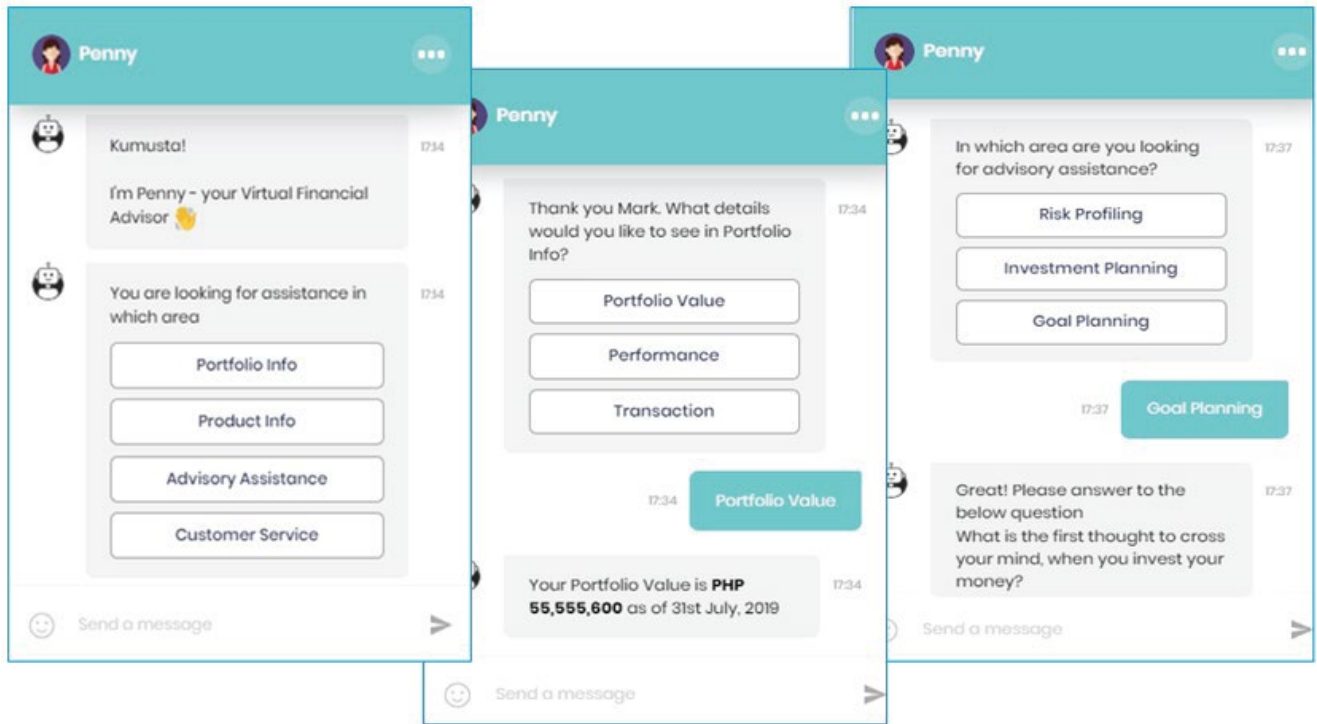 Penny
Kumusta!
17:14
I'm Penny - your Virtual Financial
Advisor 👋
You are looking for assistance in
17:14
which area
Portfolio Info
Product Info
Advisory Assistance
Customer Service
Send a message
Penny
Thank you Mark. What details
17:34
would you like to see in Portfolio
Info?
Portfolio Value
Performance
Transaction
17:34
Portfolio Value
Your Portfolio Value is PHP
17:34
55,555,600 as of 31st July, 2019
Send a message
Penny
In which area are you looking
17:37
for advisory assistance?
Risk Profiling
Investment Planning
Goal Planning
17:37
Goal Planning
Great! Please answer to the
17:37
below question
What is the first thought to cross
your mind, when you invest your
money?
Send a message